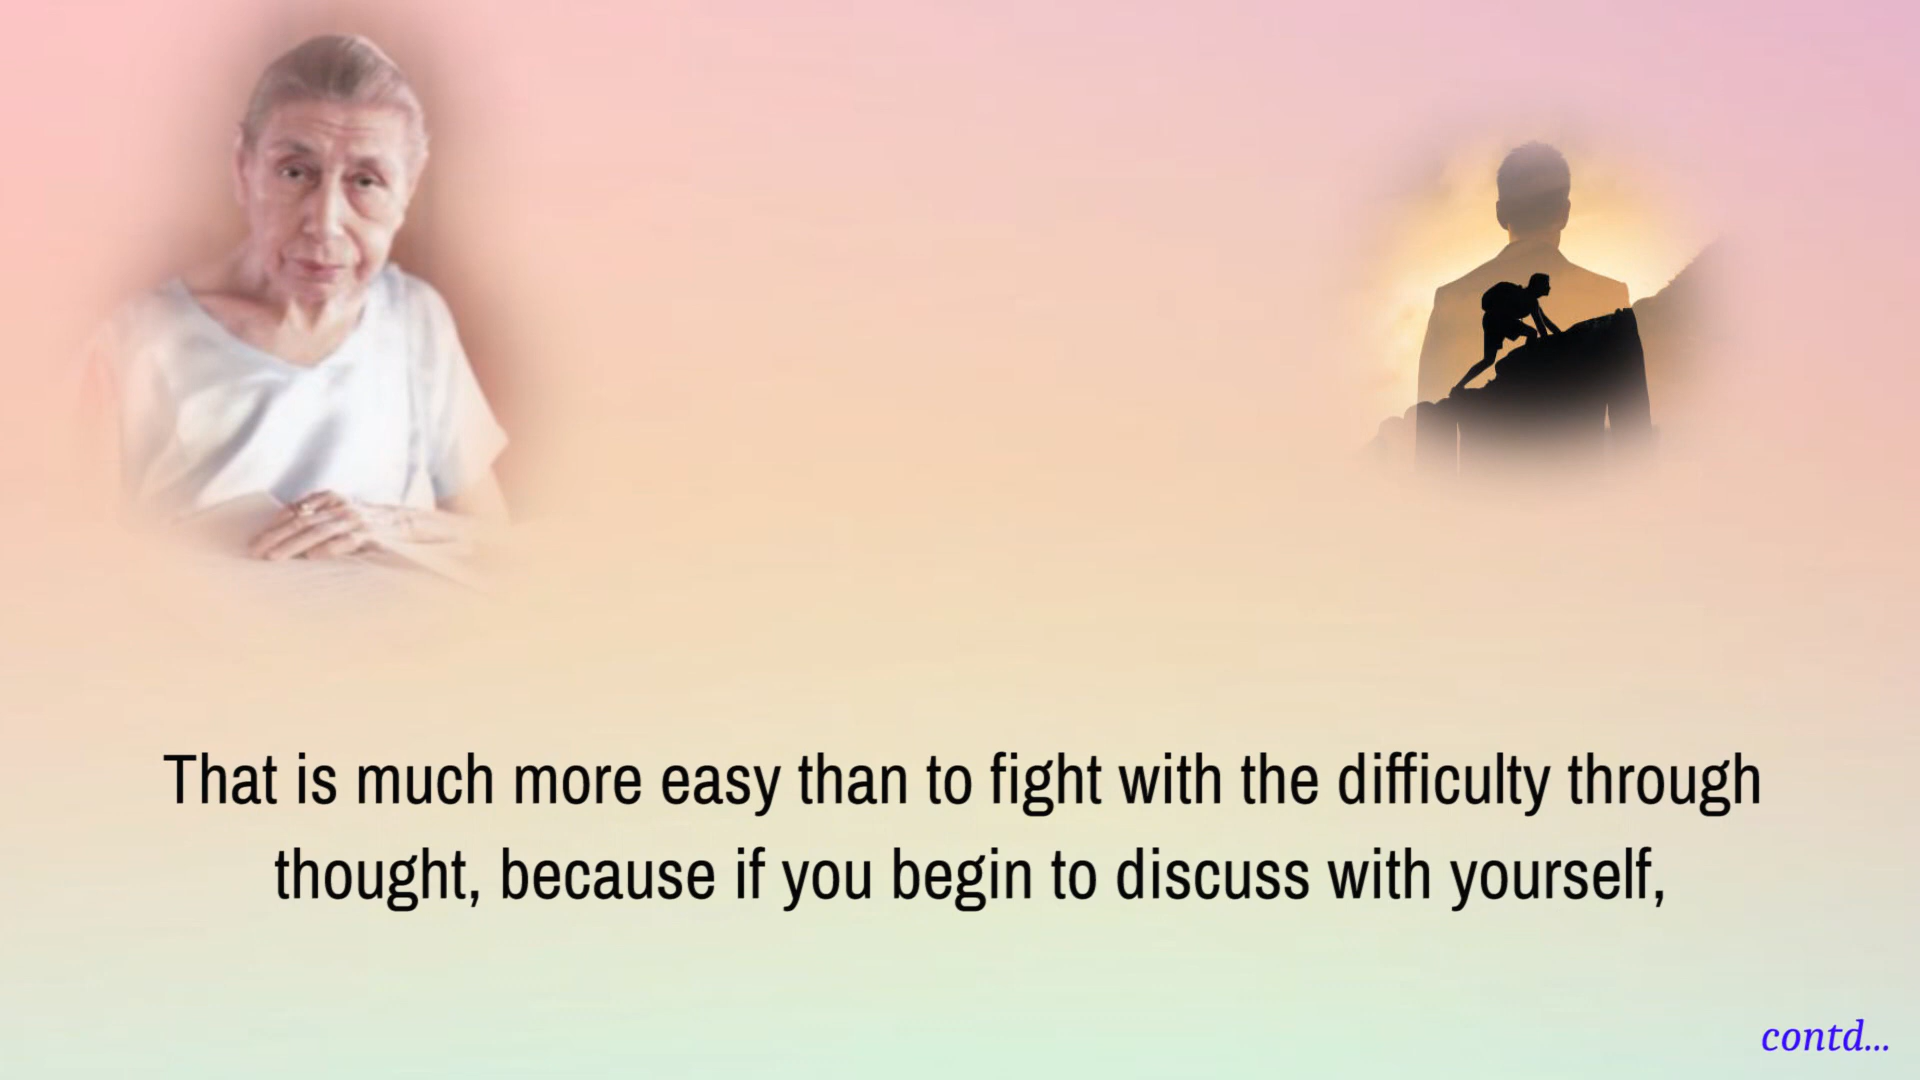 That is much more easy than to fight with the difficulty through
thought, because if you begin to discuss with yourself,
contd...